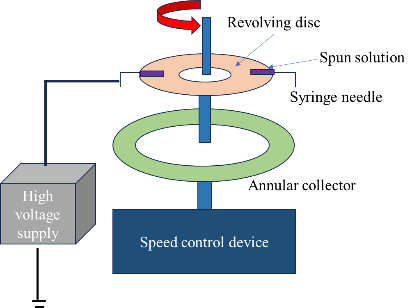 Revolving disc
Spun solution
Syringe needle
Annular collector
High
voltage
supply
Speed control device